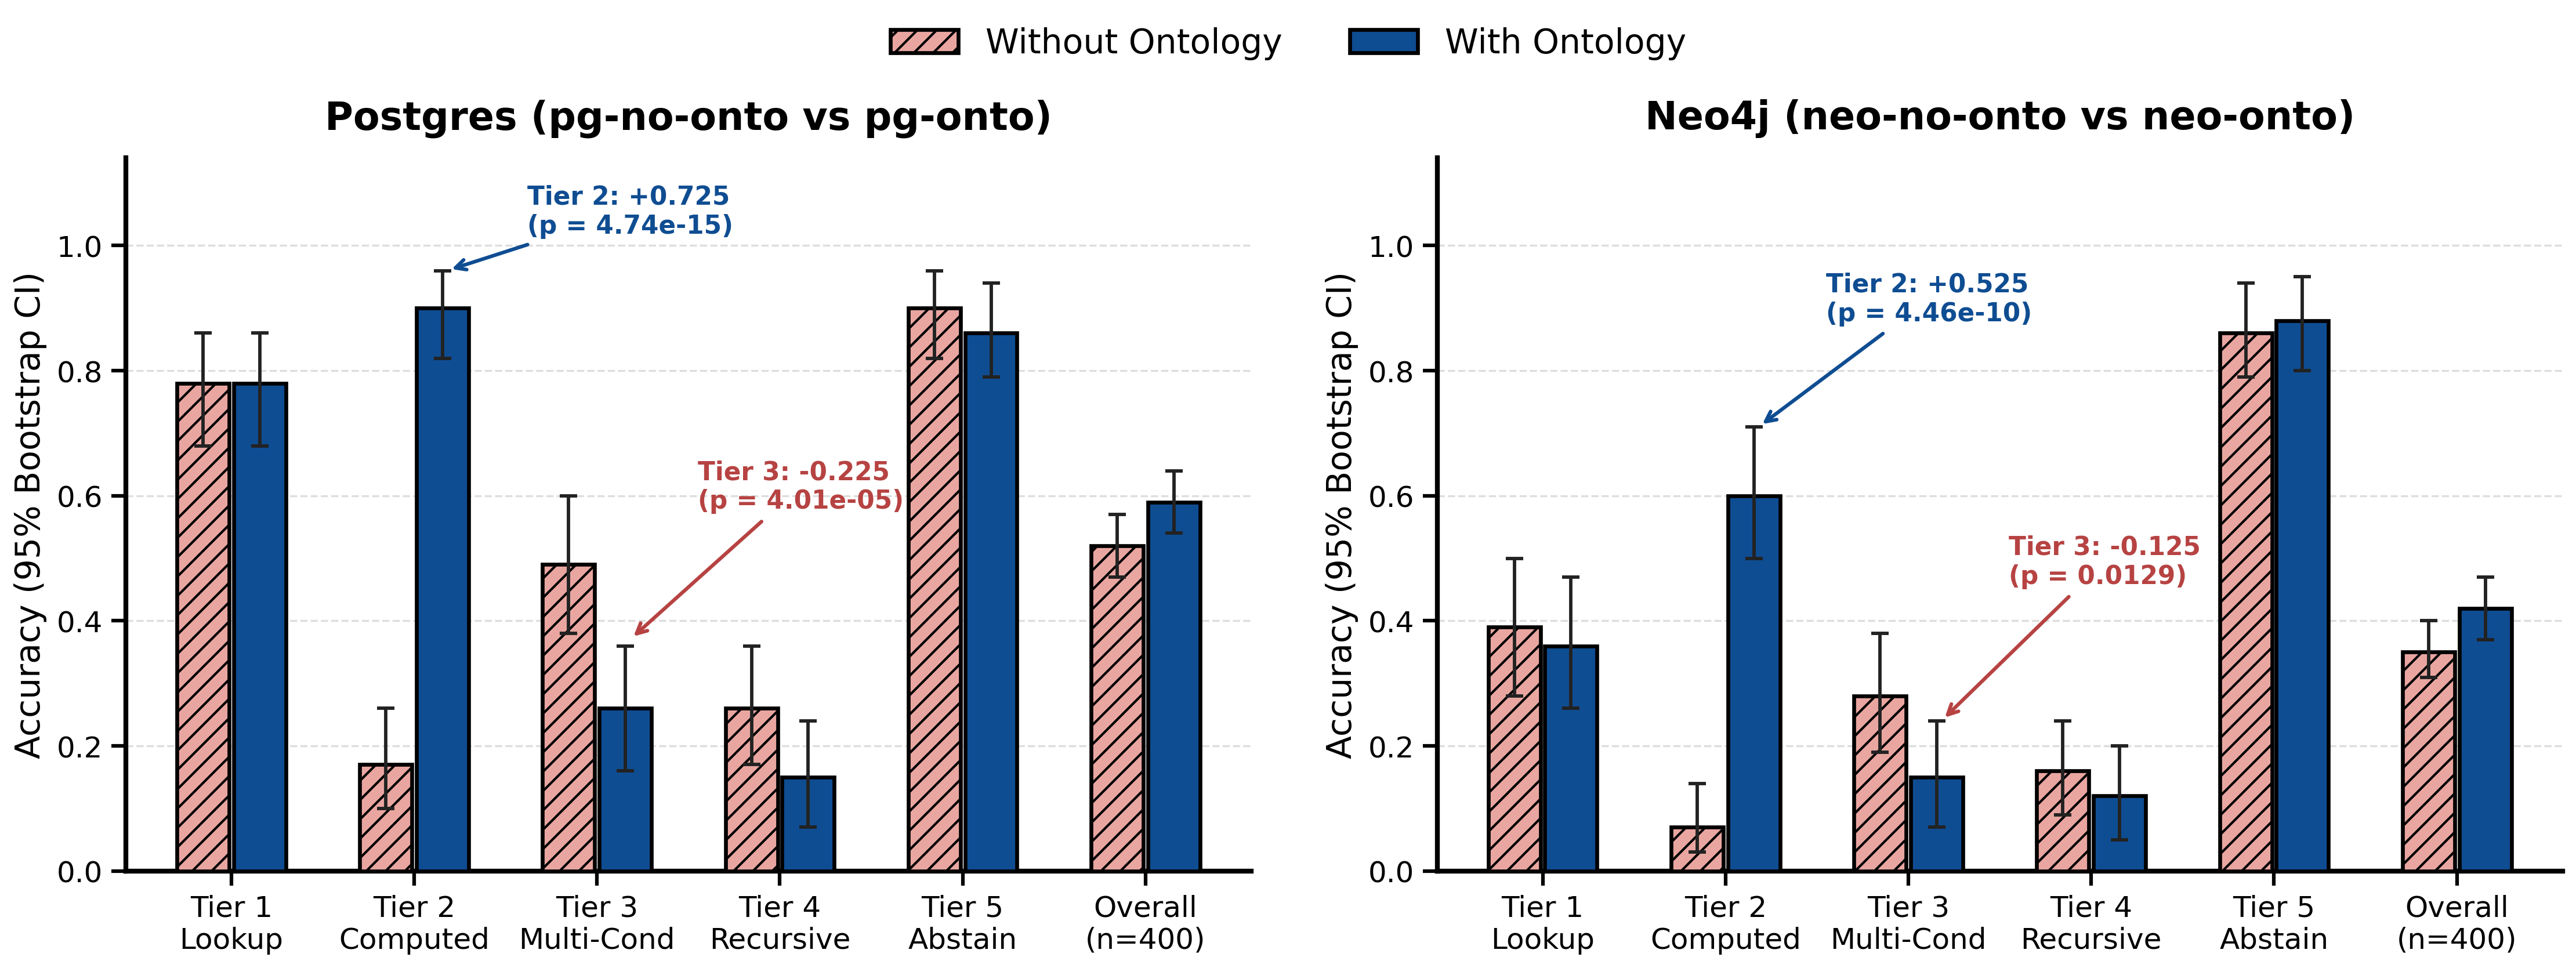 Without Ontology
With Ontology
Postgres (pg-no-onto vs pg-onto)
Accuracy (95% Bootstrap CI)
1.0
0.8
0.6
0.4
0.2
0.0
Tier 2: +0.725
(p = 4.74e-15)
Tier 3: -0.225
(p = 4.01e-05)
Tier 1
Lookup
Tier 2
Computed
Tier 3
Multi-Cond
Tier 4
Recursive
Tier 5
Abstain
Overall
(n=400)
Neo4j (neo-no-onto vs neo-onto)
Accuracy (95% Bootstrap CI)
1.0
0.8
0.6
0.4
0.2
0.0
Tier 2: +0.525
(p = 4.46e-10)
Tier 3: -0.125
(p = 0.0129)
Tier 1
Lookup
Tier 2
Computed
Tier 3
Multi-Cond
Tier 4
Recursive
Tier 5
Abstain
Overall
(n=400)